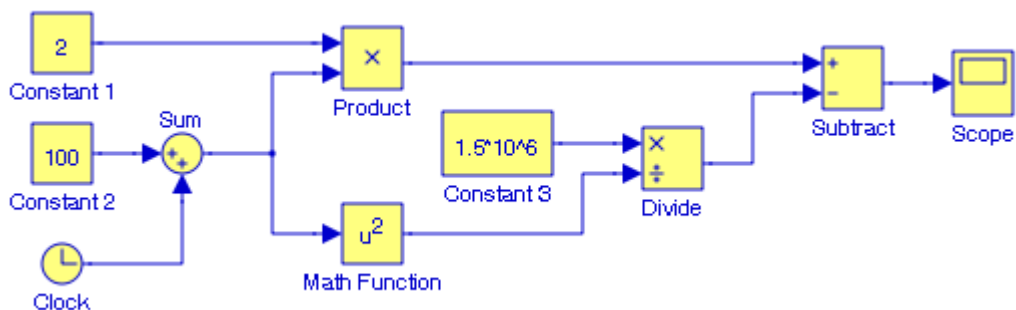 2
Constant 1
×
Product
+
−
Subtract
Scope
Sum
100
Constant 2
+
+
1.5*10^6
Constant 3
×
÷
Divide
u²
Math Function
Clock